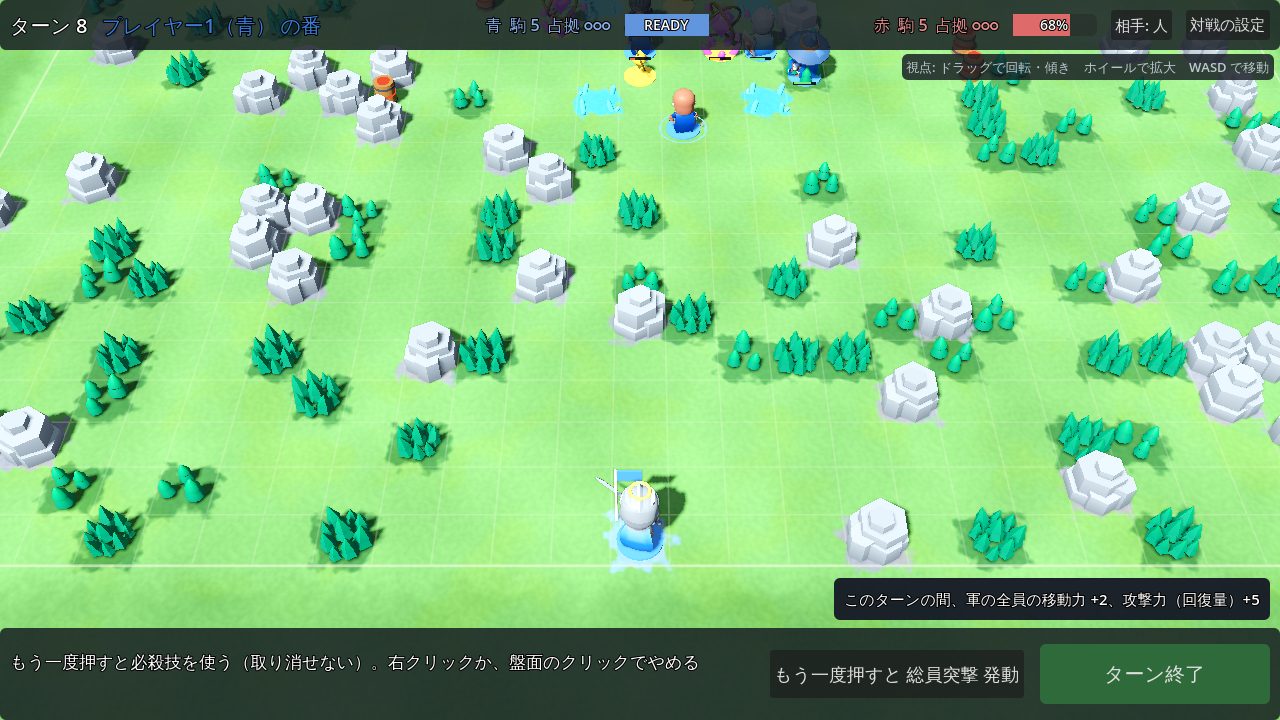 ターン 8 プレイヤー1（青）の番 青 駒 5 占拠 ○○○ READY 赤 駒 5 占拠 ○○○ 68% 相手: 人 対戦の設定
視点: ドラッグで回転・傾き ホイールで拡大 WASD で移動
このターンの間、軍の全員の移動力 +2、攻撃力（回復量）+5
もう一度押すと必殺技を使う（取り消せない）。右クリックか、盤面のクリックでやめる
もう一度押すと 総員突撃 発動
ターン終了